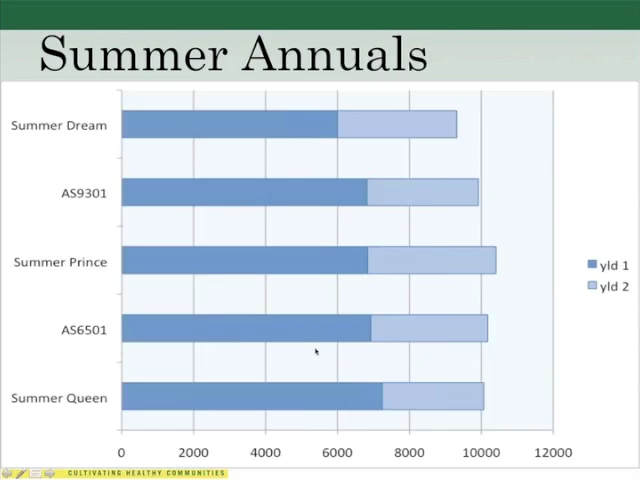 Summer Annuals
Summer Dream
AS9301
Summer Prince
AS6501
Summer Queen
yld 1
yld 2
0 2000 4000 6000 8000 10000 12000
CULTIVATING HEALTHY COMMUNITIES